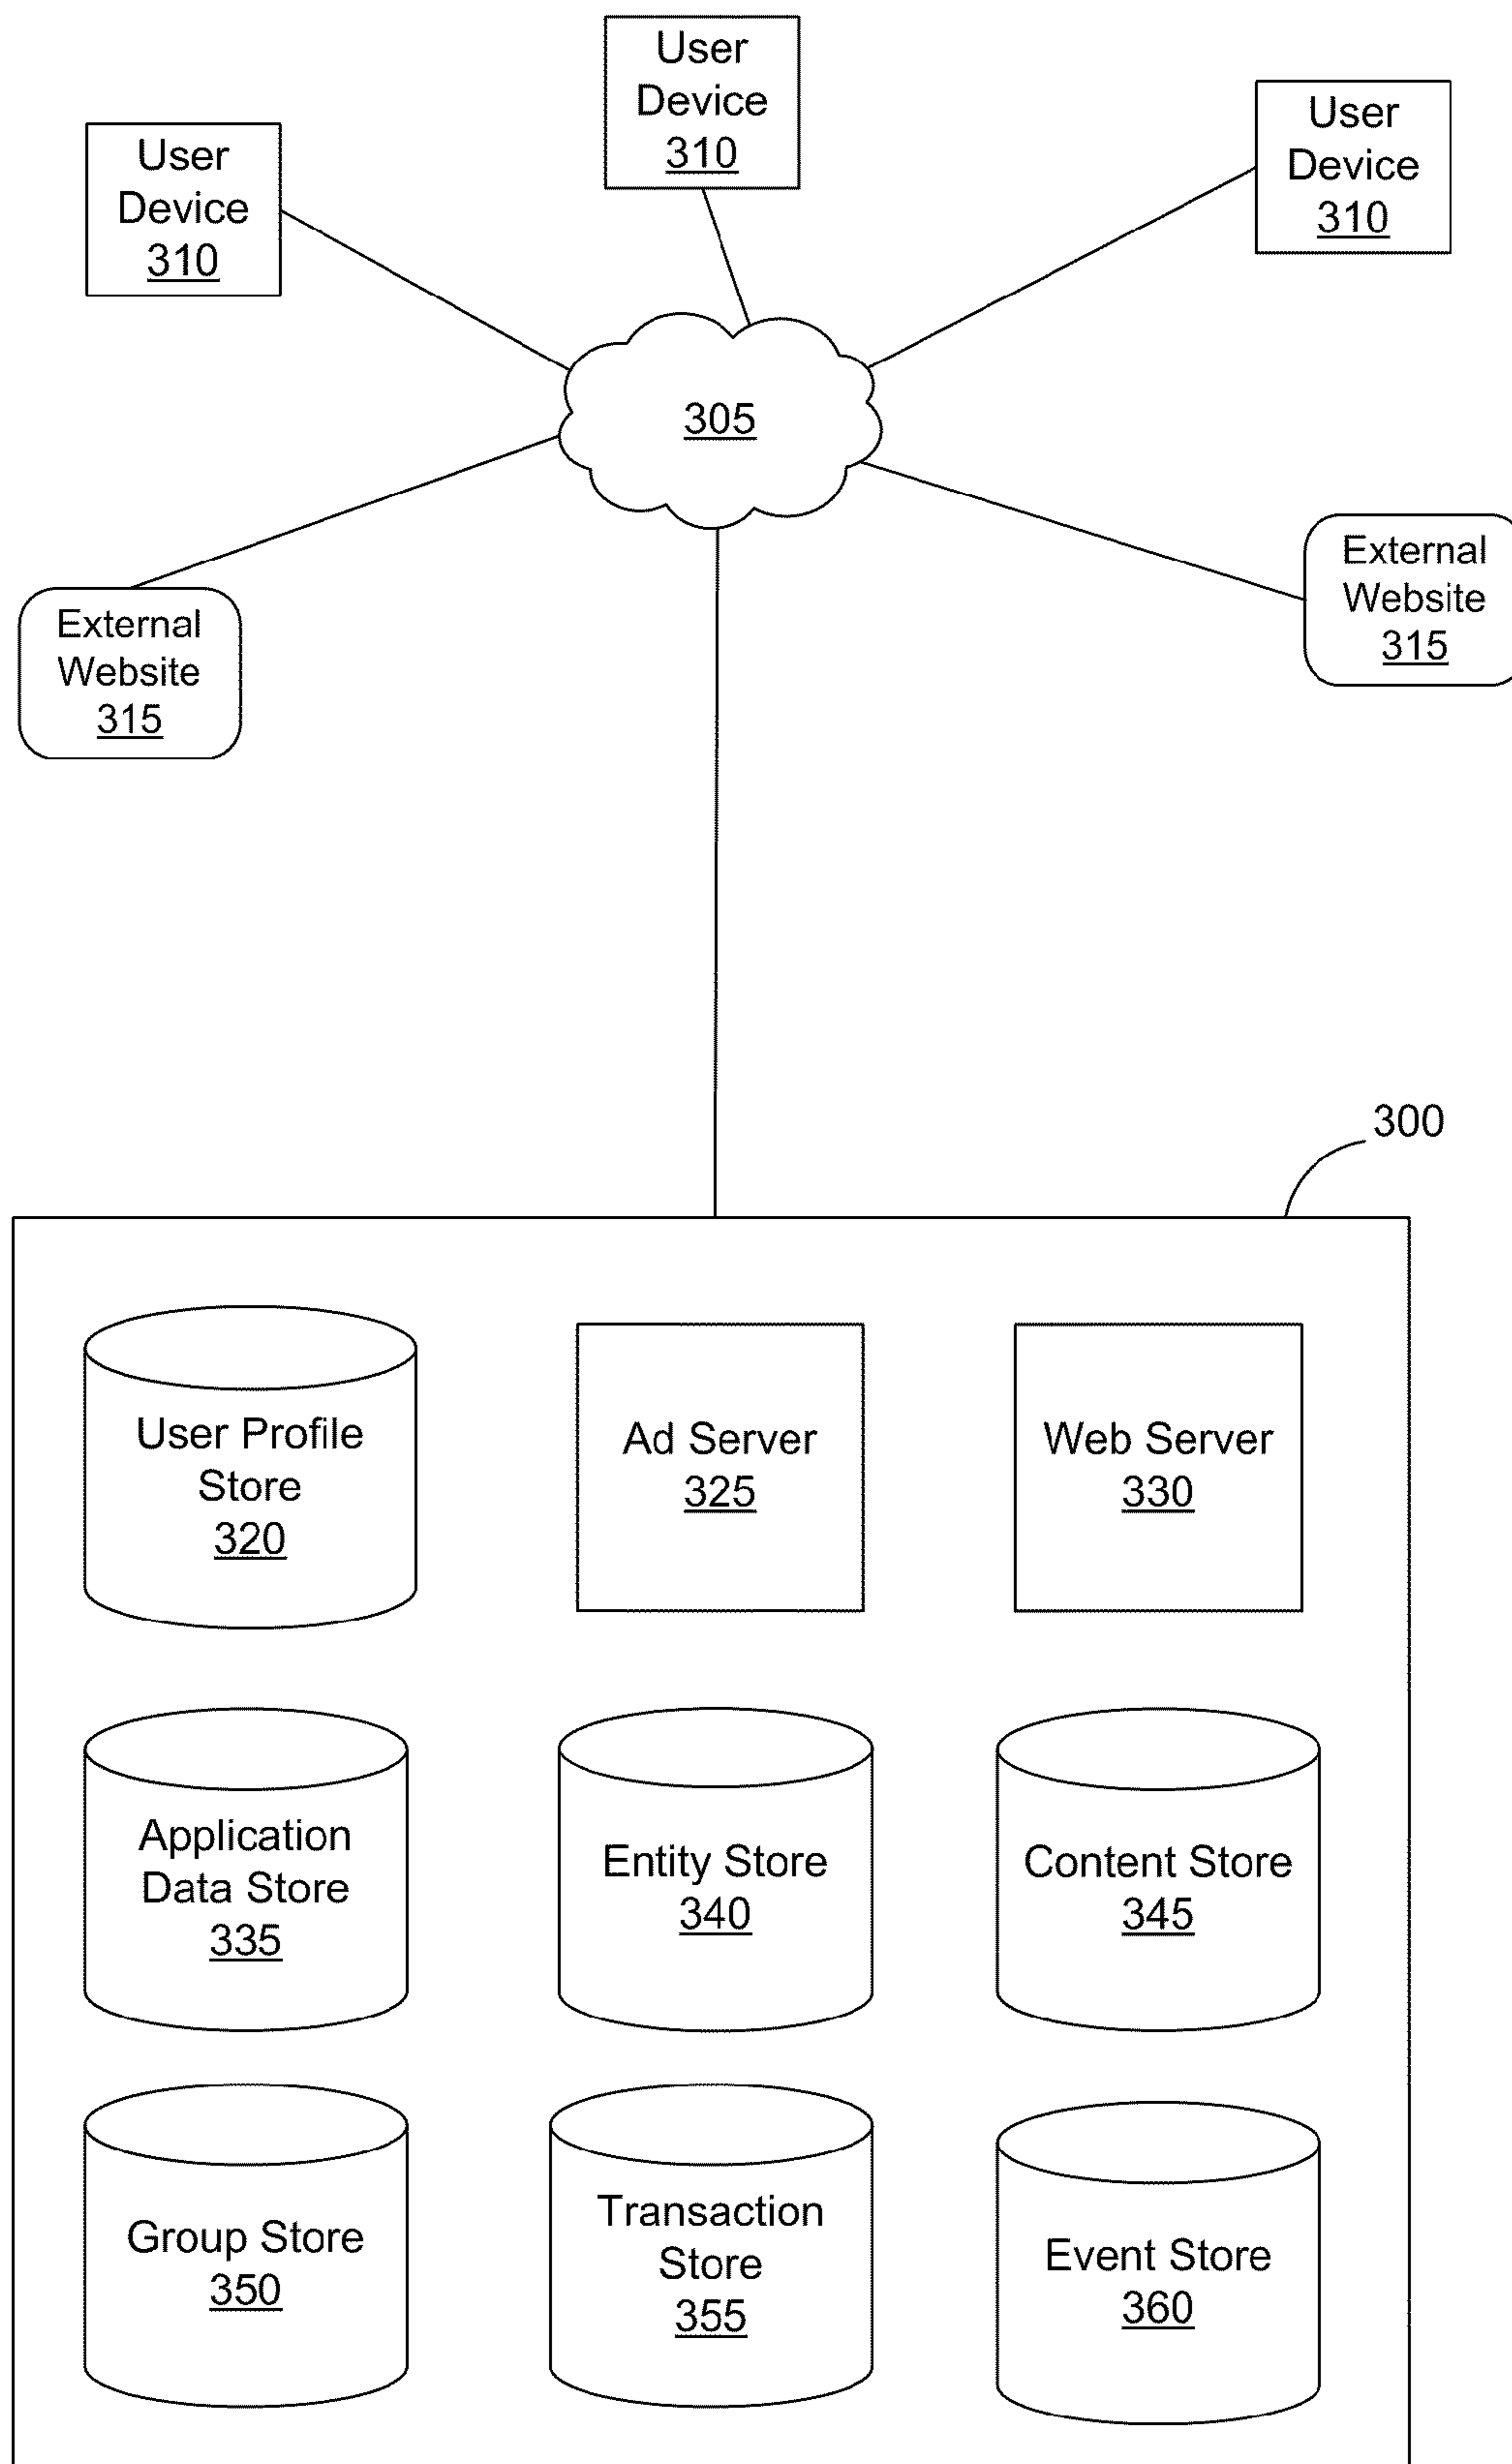 User
Device
310
User
Device
310
User
Device
310
305
External
Website
315
External
Website
315
300
User Profile
Store
320
Ad Server
325
Web Server
330
Application
Data Store
335
Entity Store
340
Content Store
345
Group Store
350
Transaction
Store
355
Event Store
360